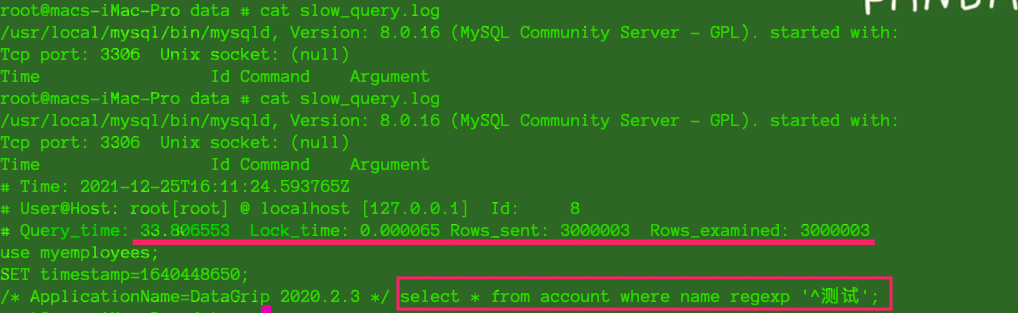 PANDA
root@macs-iMac-Pro data # cat slow_query.log
/usr/local/mysql/bin/mysqld, Version: 8.0.16 (MySQL Community Server - GPL). started with:
Tcp port: 3306  Unix socket: (null)
Time                 Id Command    Argument
root@macs-iMac-Pro data # cat slow_query.log
/usr/local/mysql/bin/mysqld, Version: 8.0.16 (MySQL Community Server - GPL). started with:
Tcp port: 3306  Unix socket: (null)
Time                 Id Command    Argument
# Time: 2021-12-25T16:11:24.593765Z
# User@Host: root[root] @ localhost [127.0.0.1]  Id:     8
# Query_time: 33.806553  Lock_time: 0.000065 Rows_sent: 3000003  Rows_examined: 3000003
use myemployees;
SET timestamp=1640448650;
/* ApplicationName=DataGrip 2020.2.3 */ select * from account where name regexp '^测试';